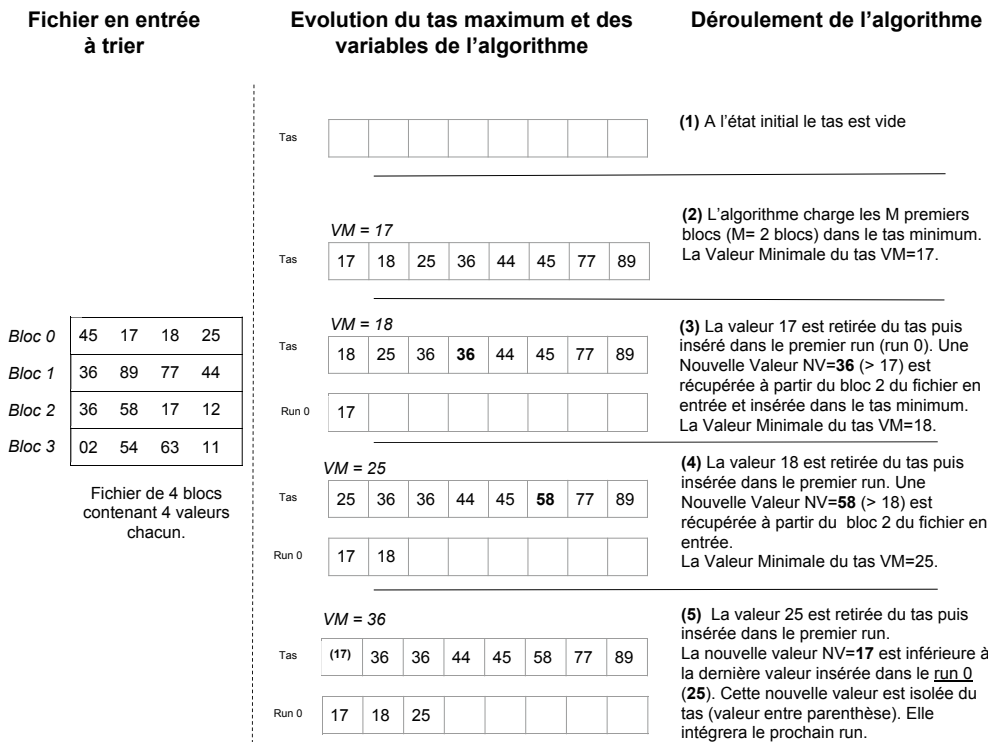 Fichier en entrée
à trier
Evolution du tas maximum et des
variables de l'algorithme
Déroulement de l'algorithme
Bloc 0 45 17 18 25
Bloc 1 36 89 77 44
Bloc 2 36 58 17 12
Bloc 3 02 54 63 11
Fichier de 4 blocs
contenant 4 valeurs
chacun.
Tas
(1) A l'état initial le tas est vide
VM = 17
Tas 17 18 25 36 44 45 77 89
(2) L'algorithme charge les M premiers
blocs (M= 2 blocs) dans le tas minimum.
La Valeur Minimale du tas VM=17.
VM = 18
Tas 18 25 36 36 44 45 77 89
Run 0 17
(3) La valeur 17 est retirée du tas puis
inséré dans le premier run (run 0). Une
Nouvelle Valeur NV=36 (> 17) est
récupérée à partir du bloc 2 du fichier en
entrée et insérée dans le tas minimum.
La Valeur Minimale du tas VM=18.
VM = 25
Tas 25 36 36 44 45 58 77 89
Run 0 17 18
(4) La valeur 18 est retirée du tas puis
insérée dans le premier run. Une
Nouvelle Valeur NV=58 (> 18) est
récupérée à partir du bloc 2 du fichier en
entrée.
La Valeur Minimale du tas VM=25.
VM = 36
Tas (17) 36 36 44 45 58 77 89
Run 0 17 18 25
(5) La valeur 25 est retirée du tas puis
insérée dans le premier run.
La nouvelle valeur NV=17 est inférieure à
la dernière valeur insérée dans le run 0
(25). Cette nouvelle valeur est isolée du
tas (valeur entre parenthèse). Elle
intégrera le prochain run.